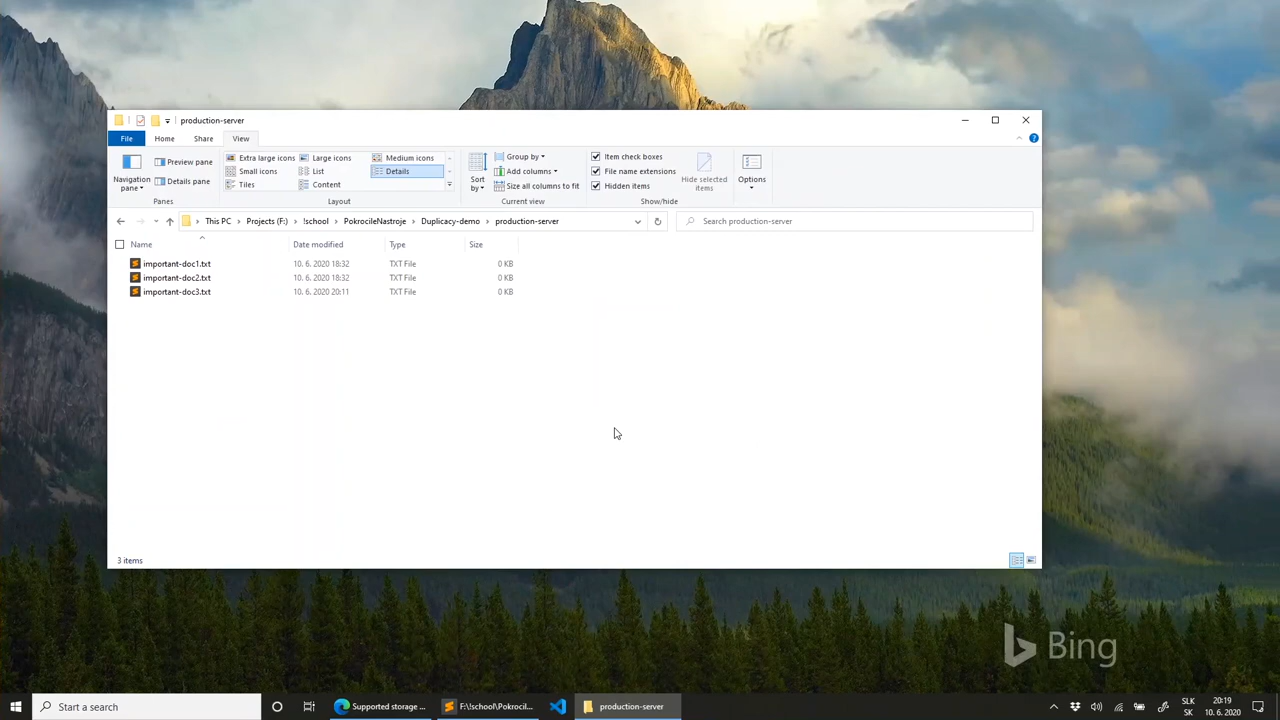 production-server
File Home Share View
Navigation pane
Preview pane
Details pane
Panes
Extra large icons Large icons Medium icons
Small icons List Details
Tiles Content
Layout
Sort by
Group by
Add columns
Size all columns to fit
Current view
Item check boxes
File name extensions
Hidden items
Hide selected items
Show/hide
Options
This PC Projects (F:) !school PokrocileNastroje Duplicacy-demo production-server
Search production-server
Name Date modified Type Size
important-doc1.txt 10. 6. 2020 18:32 TXT File 0 KB
important-doc2.txt 10. 6. 2020 18:32 TXT File 0 KB
important-doc3.txt 10. 6. 2020 20:11 TXT File 0 KB
3 items
Bing
Start a search
Supported storage ...
F:\!school\Pokrocil...
production-server
SLK
SK
20:19
10. 6. 2020